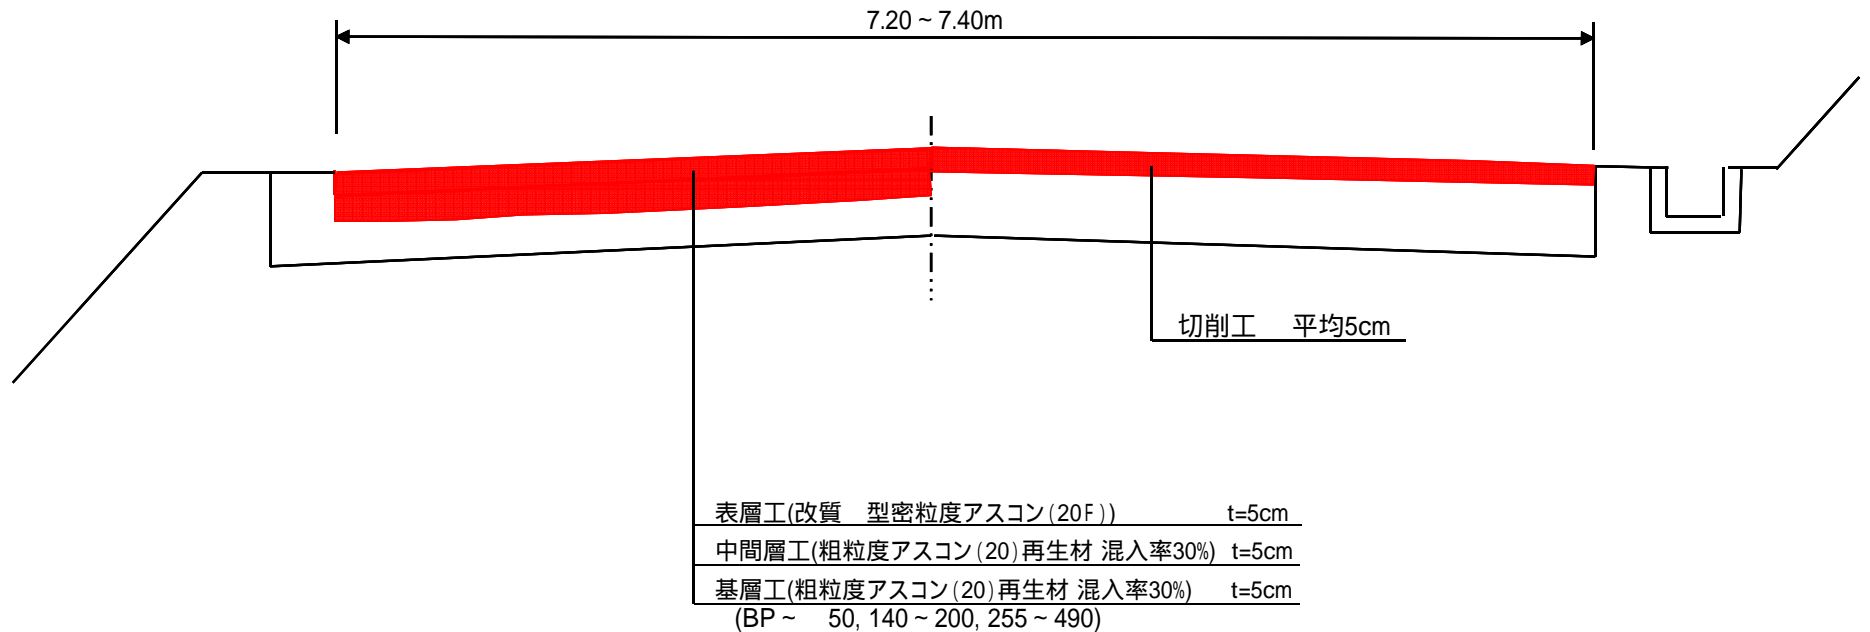 7.20 ~ 7.40m
切削工 平均5cm
表層工(改質 型密粒度アスコン(20F)) t=5cm
中間層工(粗粒度アスコン(20)再生材 混入率30%) t=5cm
基層工(粗粒度アスコン(20)再生材 混入率30%) t=5cm
(BP ~ 50, 140 ~ 200, 255 ~ 490)